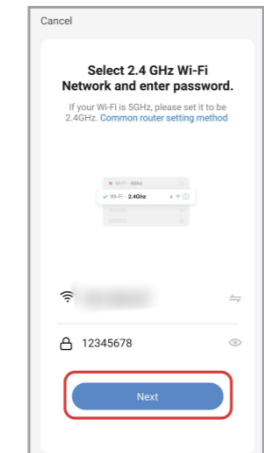 Cancel
Select 2.4 GHz Wi-Fi
Network and enter password.
If your Wi-Fi is 5GHz, please set it to be
2.4GHz. Common router setting method
Wi-Fi - 5Ghz
Wi-Fi - 2.4Ghz
12345678
Next